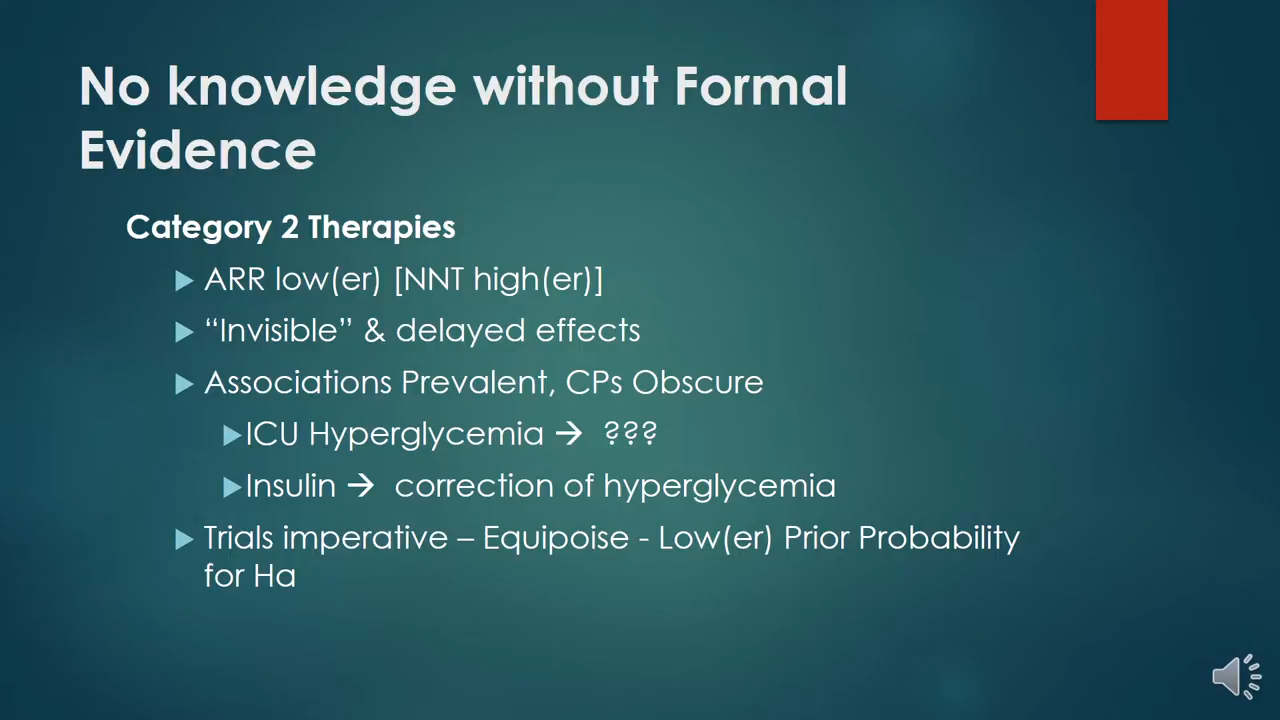 No knowledge without Formal
Evidence
Category 2 Therapies
ARR low(er) [NNT high(er)]
“Invisible” & delayed effects
Associations Prevalent, CPs Obscure
ICU Hyperglycemia → ???
Insulin → correction of hyperglycemia
Trials imperative – Equipoise - Low(er) Prior Probability
for Ha